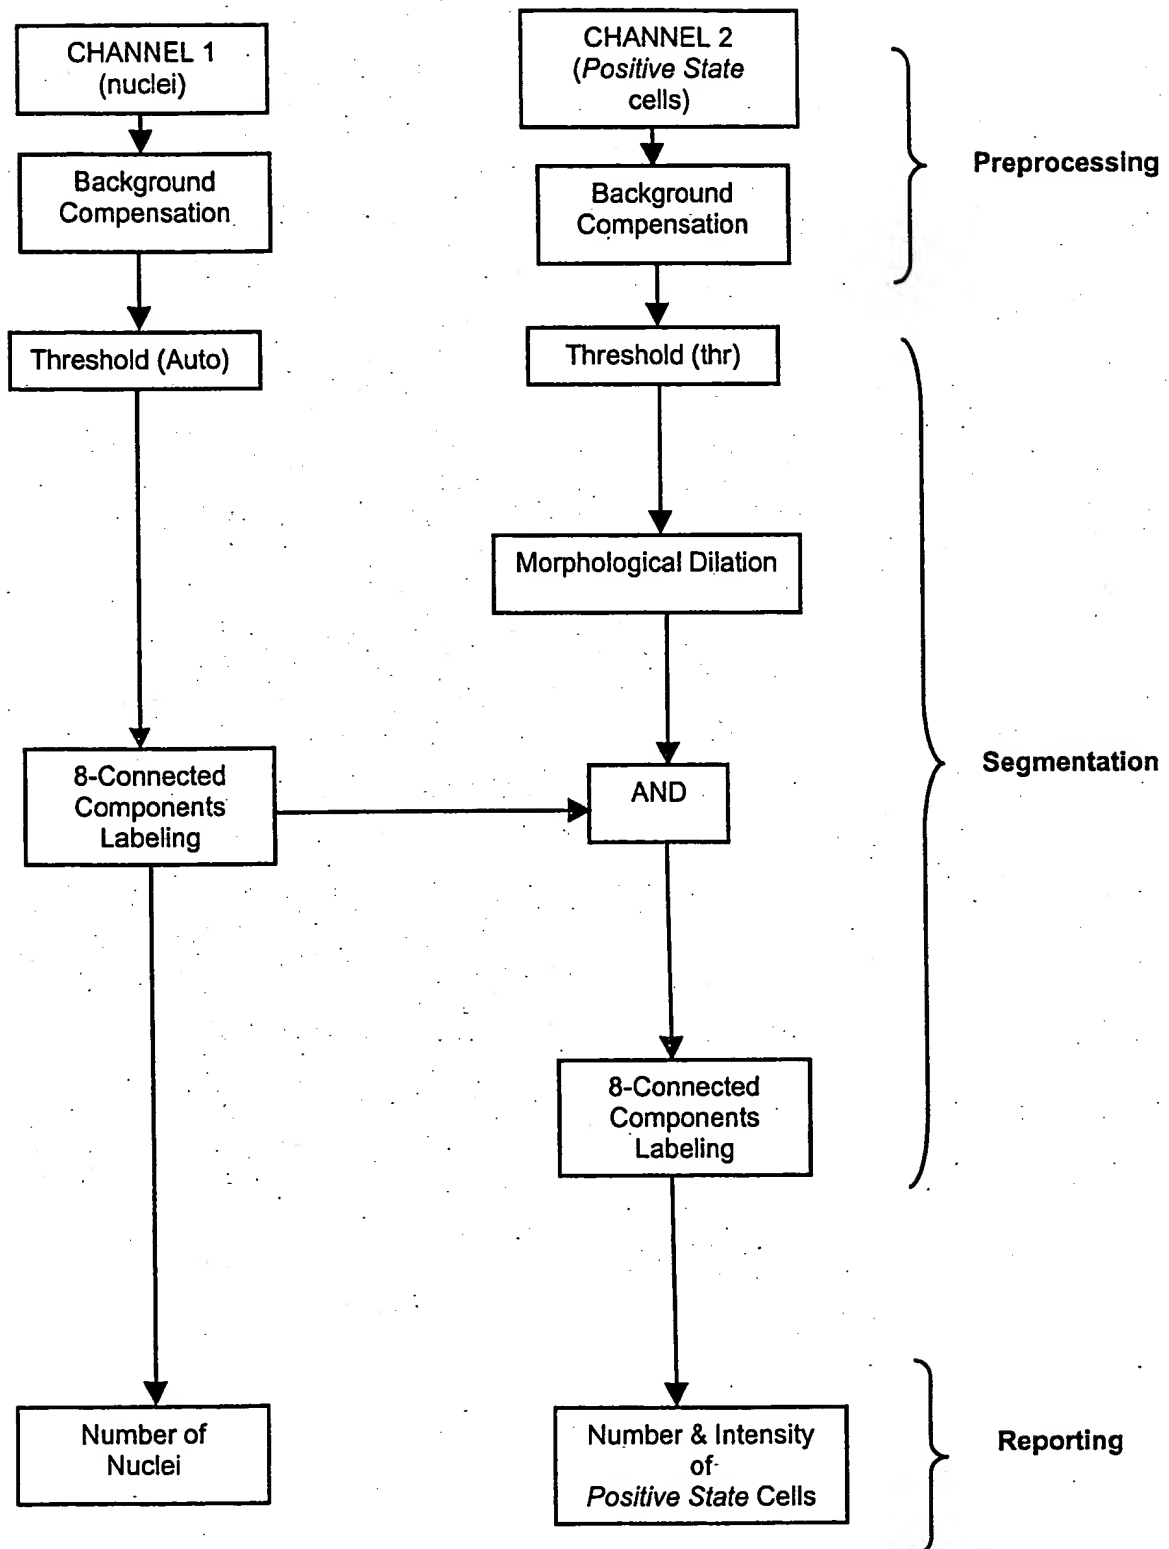 CHANNEL 1
(nuclei)
CHANNEL 2
(Positive State
cells)
Preprocessing
Background
Compensation
Background
Compensation
Threshold (Auto)
Threshold (thr)
Morphological Dilation
8-Connected
Components
Labeling
AND
Segmentation
8-Connected
Components
Labeling
Number of
Nuclei
Number & Intensity
of
Positive State Cells
Reporting